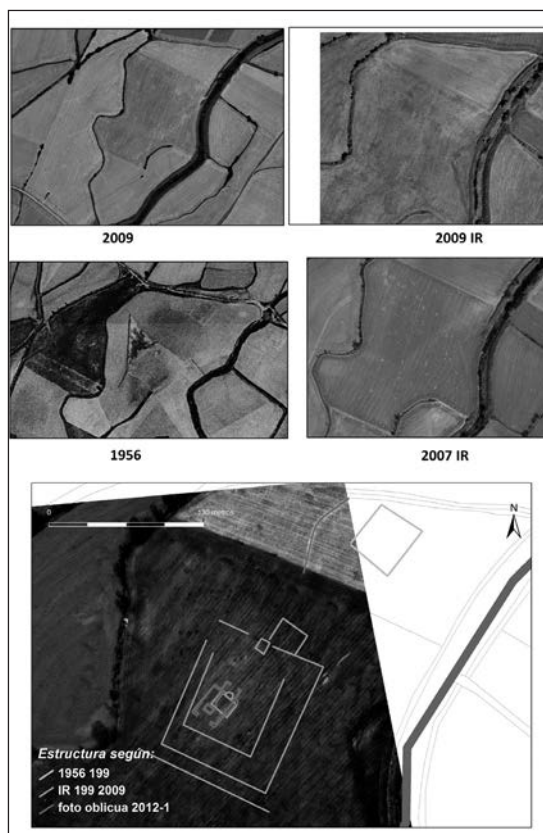 2009
2009 IR
1956
2007 IR
0
N
Estructura según:
1956 199
IR 199 2009
foto oblicua 2012-1